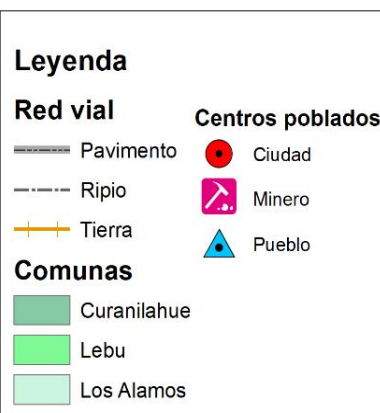 Leyenda
Red vial
Pavimento
Ripio
Tierra
Centros poblados
Ciudad
Minero
Pueblo
Comunas
Curanilahue
Lebu
Los Alamos